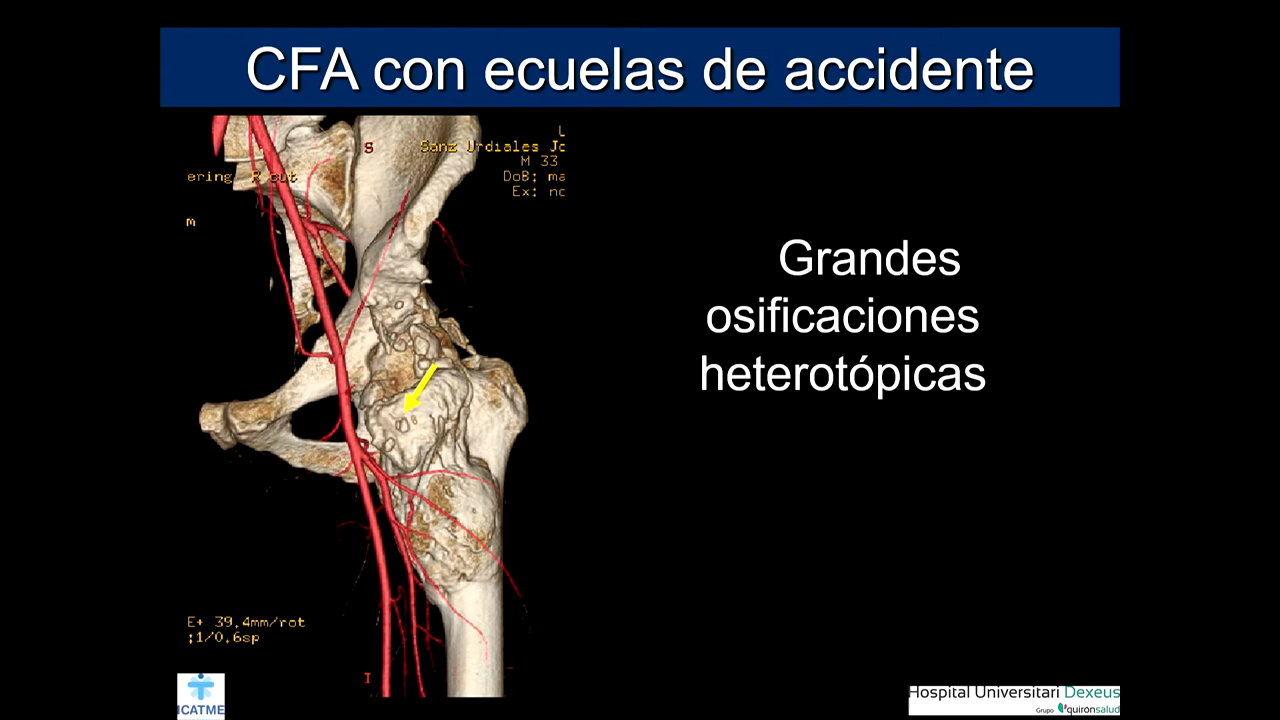 CFA con ecuelas de accidente
L
S
Sanz Urdiales Jc
M 33
ering R cut
DoB: ma
Ex: nc
m
Grandes
osificaciones
heterotópicas
E+ 39.4mm/rot
:1/0.6sp
I
ICATME
Hospital Universitari Dexeus
Grupo quirónsalud